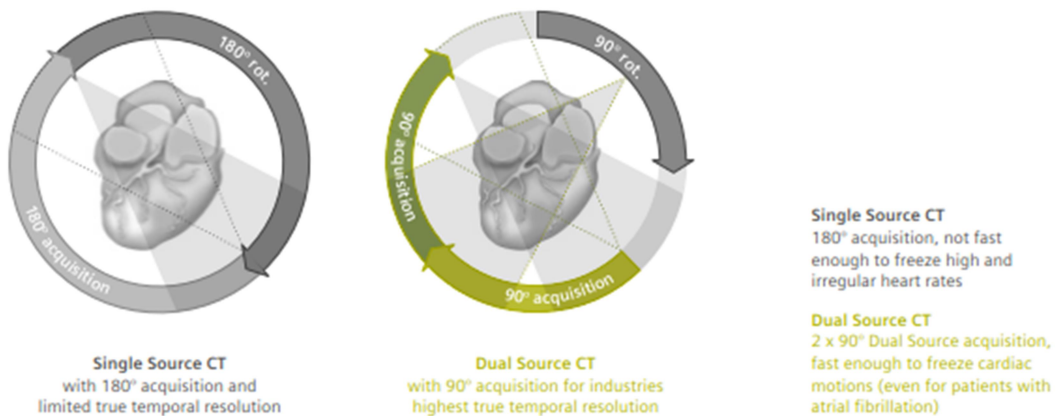 180° rot.
180° acquisition
90° rot.
90° acquisition
90° acquisition
Single Source CT
with 180° acquisition and
limited true temporal resolution
Dual Source CT
with 90° acquisition for industries
highest true temporal resolution
Single Source CT
180° acquisition, not fast
enough to freeze high and
irregular heart rates
Dual Source CT
2 x 90° Dual Source acquisition,
fast enough to freeze cardiac
motions (even for patients with
atrial fibrillation)